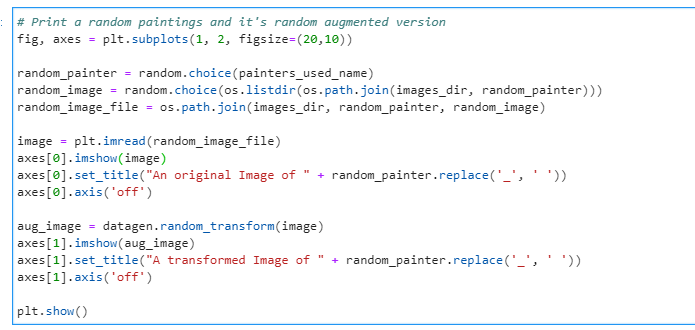 # Print a random paintings and it's random augmented version
fig, axes = plt.subplots(1, 2, figsize=(20,10))

random_painter = random.choice(painters_used_name)
random_image = random.choice(os.listdir(os.path.join(images_dir, random_painter)))
random_image_file = os.path.join(images_dir, random_painter, random_image)

image = plt.imread(random_image_file)
axes[0].imshow(image)
axes[0].set_title("An original Image of " + random_painter.replace('_', ' '))
axes[0].axis('off')

aug_image = datagen.random_transform(image)
axes[1].imshow(aug_image)
axes[1].set_title("A transformed Image of " + random_painter.replace('_', ' '))
axes[1].axis('off')

plt.show()